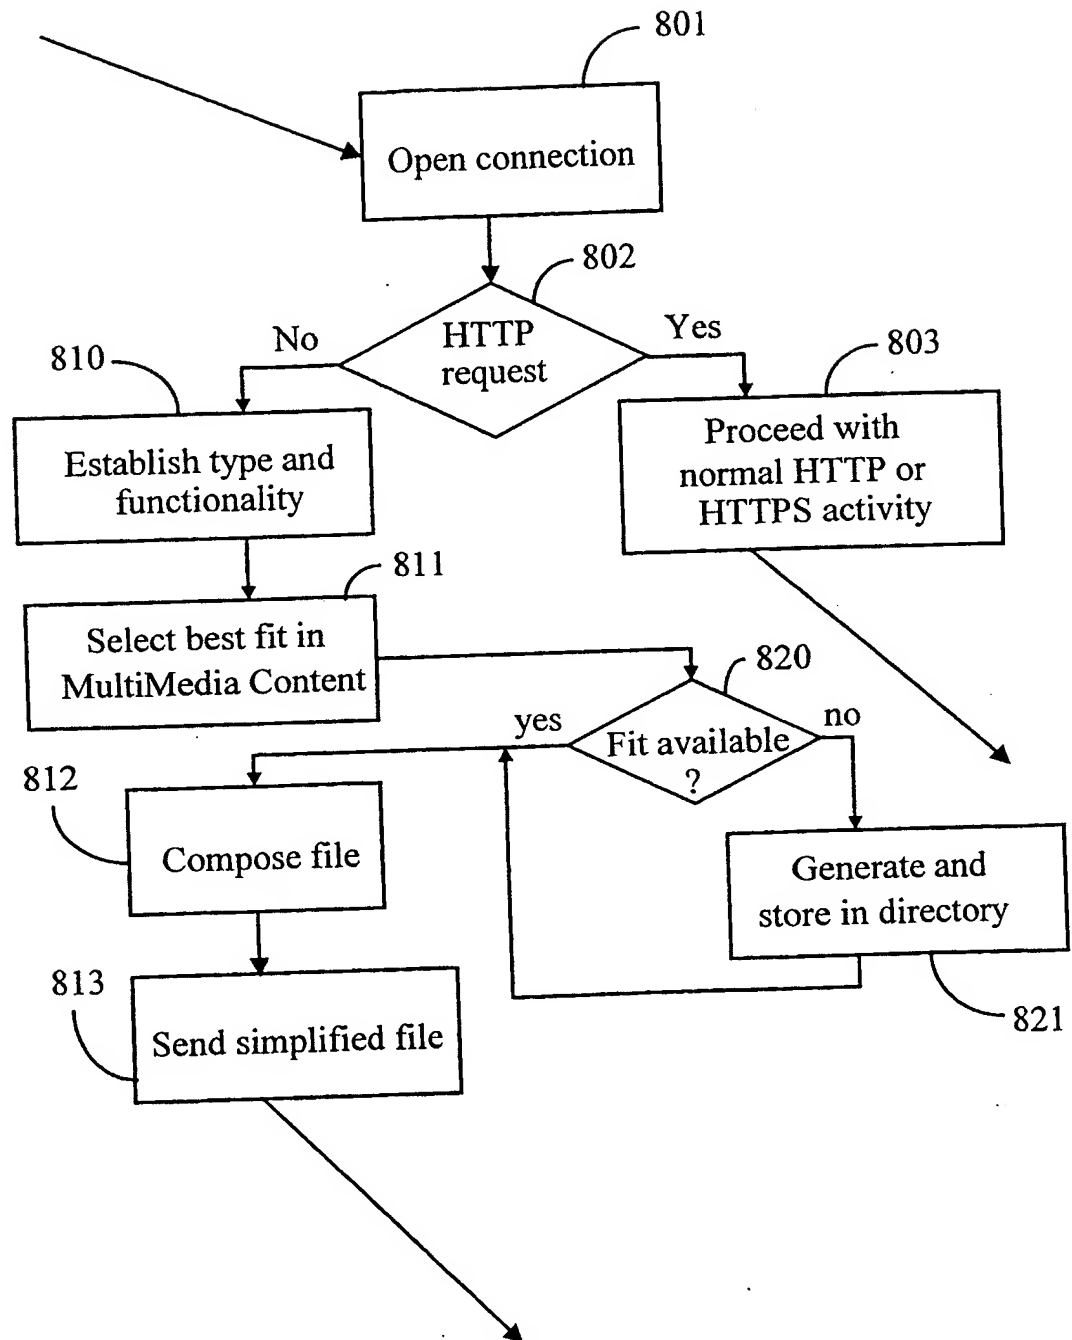 801
Open connection
802
HTTP
request
No
Yes
810
803
Establish type and
functionality
Proceed with
normal HTTP or
HTTPS activity
811
Select best fit in
MultiMedia Content
820
Fit available
?
yes
no
812
Compose file
Generate and
store in directory
821
813
Send simplified file